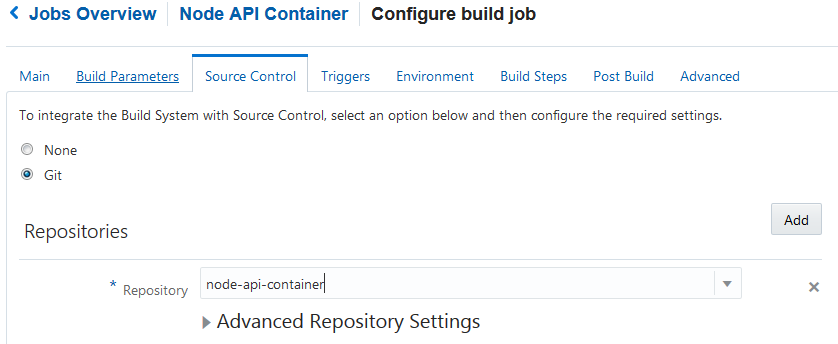 Jobs Overview Node API Container Configure build job
Main Build Parameters Source Control Triggers Environment Build Steps Post Build Advanced
To integrate the Build System with Source Control, select an option below and then configure the required settings.
None
Git
Add
Repositories
* Repository node-api-container
Advanced Repository Settings